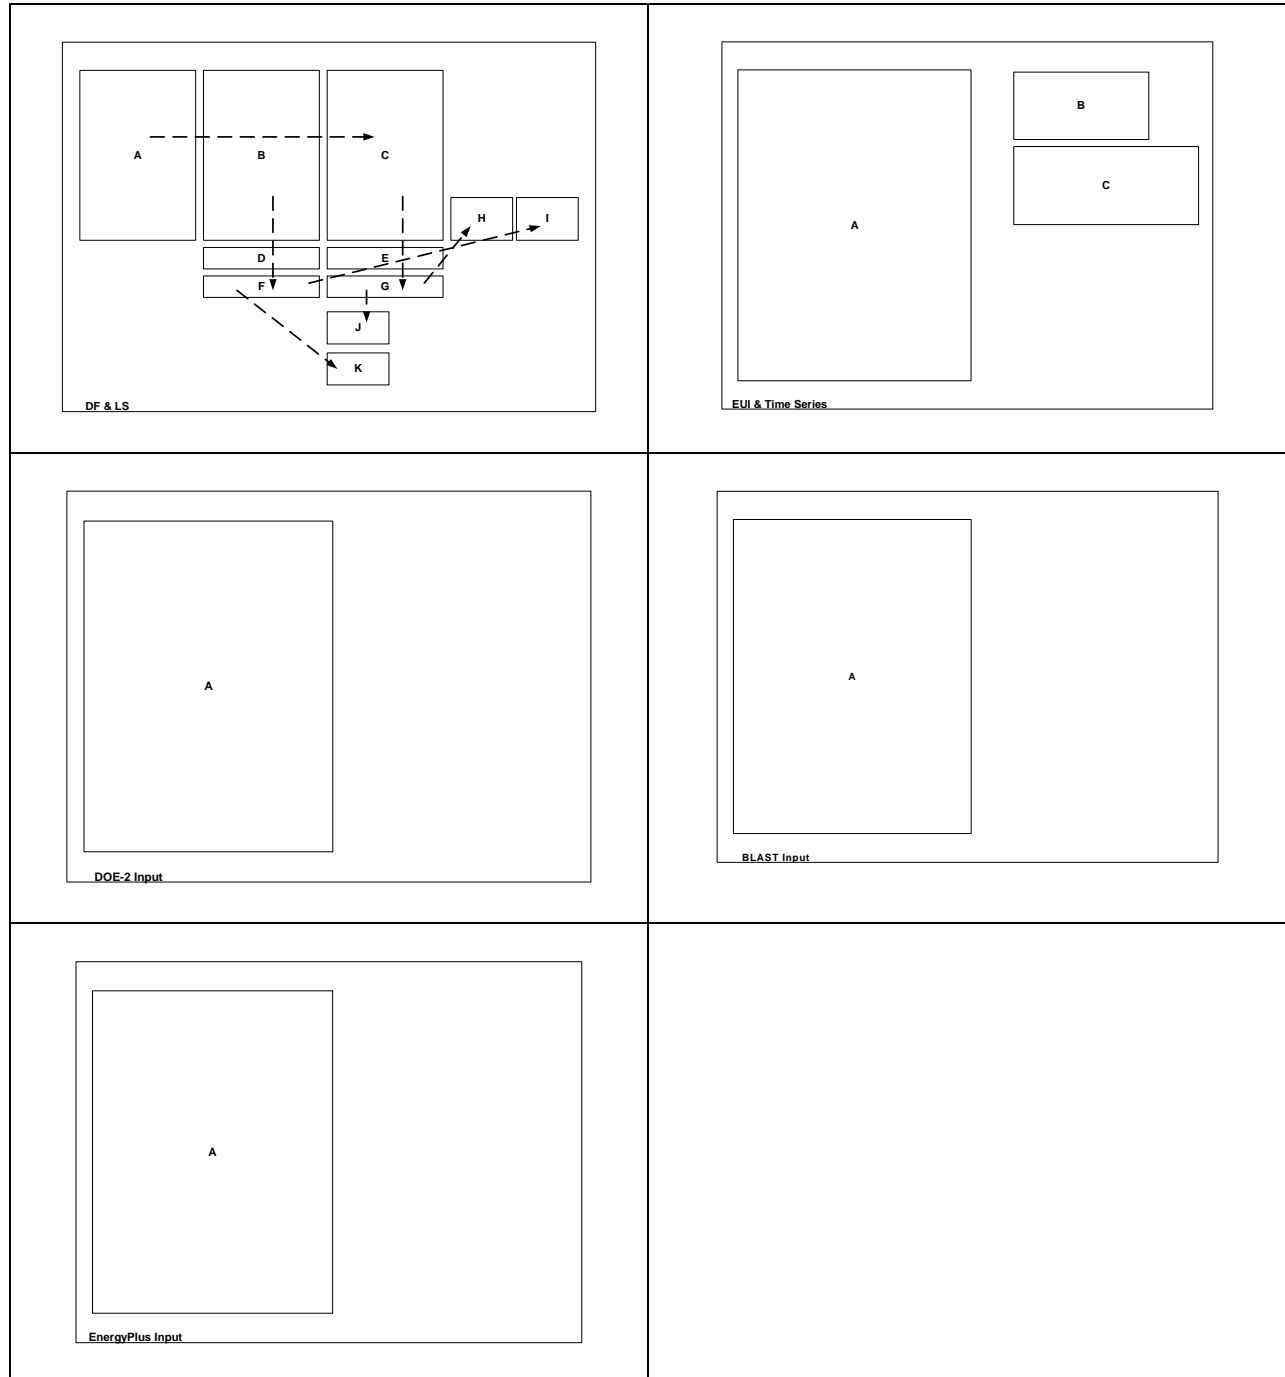 A
B
C
H
I
D
E
F
G
J
K
DF & LS
B
C
A
EUI & Time Series
A
DOE-2 Input
A
BLAST Input
A
EnergyPlus Input